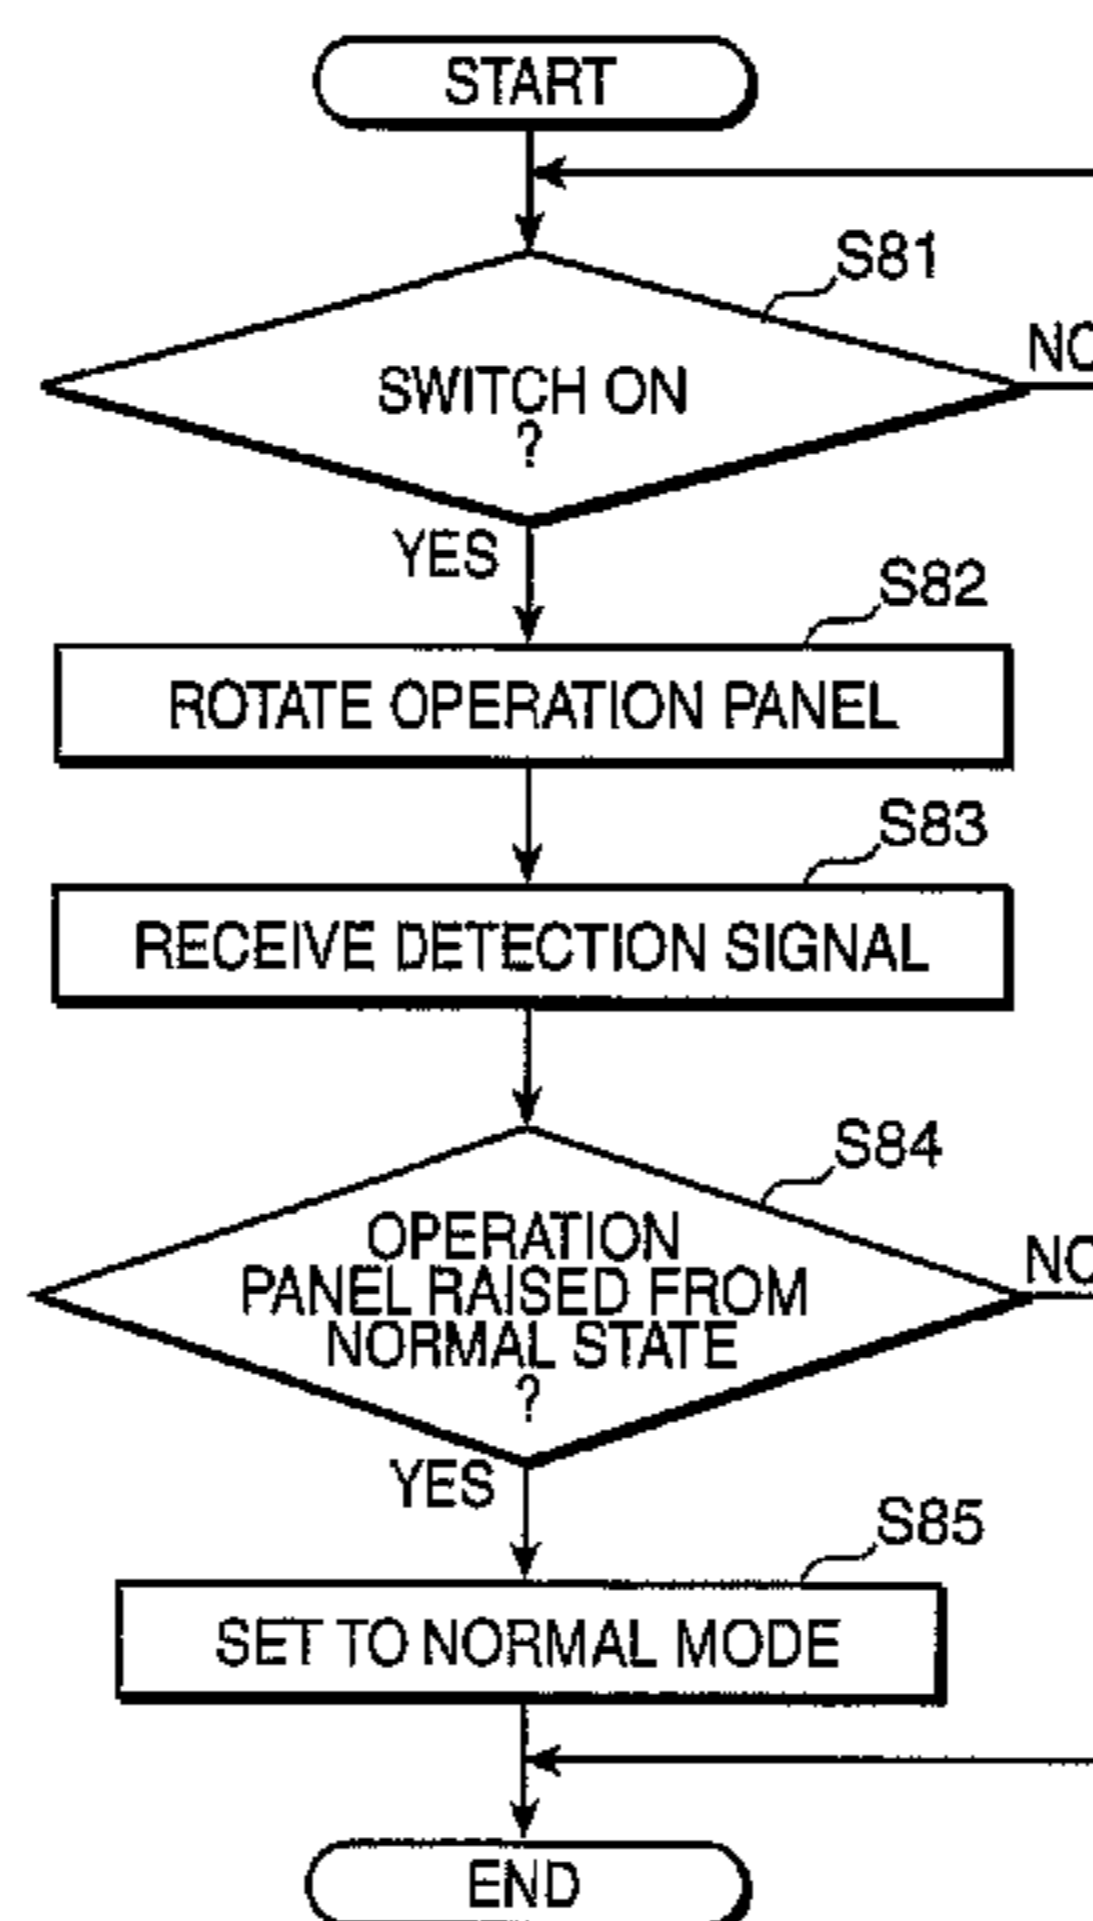 START
S81
SWITCH ON
?
NO
YES
S82
ROTATE OPERATION PANEL
S83
RECEIVE DETECTION SIGNAL
S84
OPERATION
PANEL RAISED FROM
NORMAL STATE
?
NO
YES
S85
SET TO NORMAL MODE
END